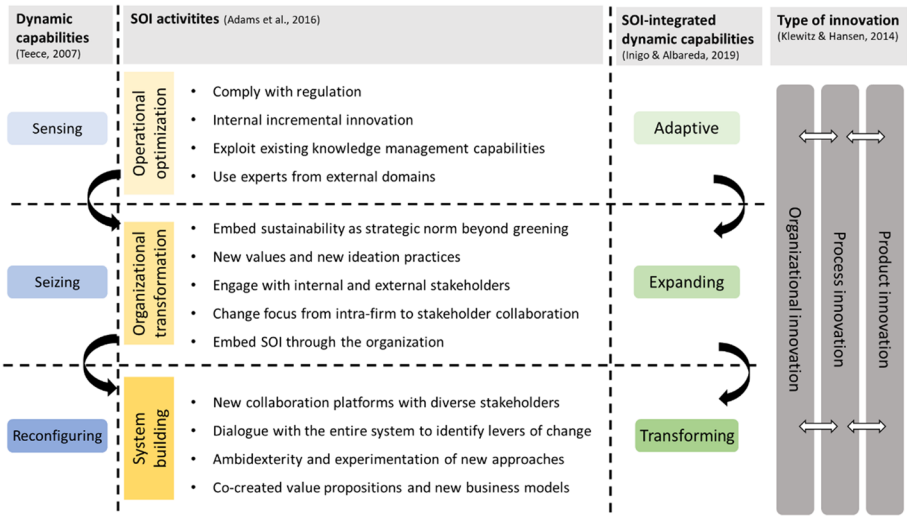 Dynamic
capabilities
(Teece, 2007)
SOI activitites (Adams et al., 2016)
SOI-integrated
dynamic capabilities
(Inigo & Albareda, 2019)
Type of innovation
(Klewitz & Hansen, 2014)
Sensing
Operational
optimization
• Comply with regulation
• Internal incremental innovation
• Exploit existing knowledge management capabilities
• Use experts from external domains
Adaptive
Seizing
Organizational
transformation
• Embed sustainability as strategic norm beyond greening
• New values and new ideation practices
• Engage with internal and external stakeholders
• Change focus from intra-firm to stakeholder collaboration
• Embed SOI through the organization
Expanding
Reconfiguring
System
building
• New collaboration platforms with diverse stakeholders
• Dialogue with the entire system to identify levers of change
• Ambidexterity and experimentation of new approaches
• Co-created value propositions and new business models
Transforming
Organizational innovation
Process innovation
Product innovation